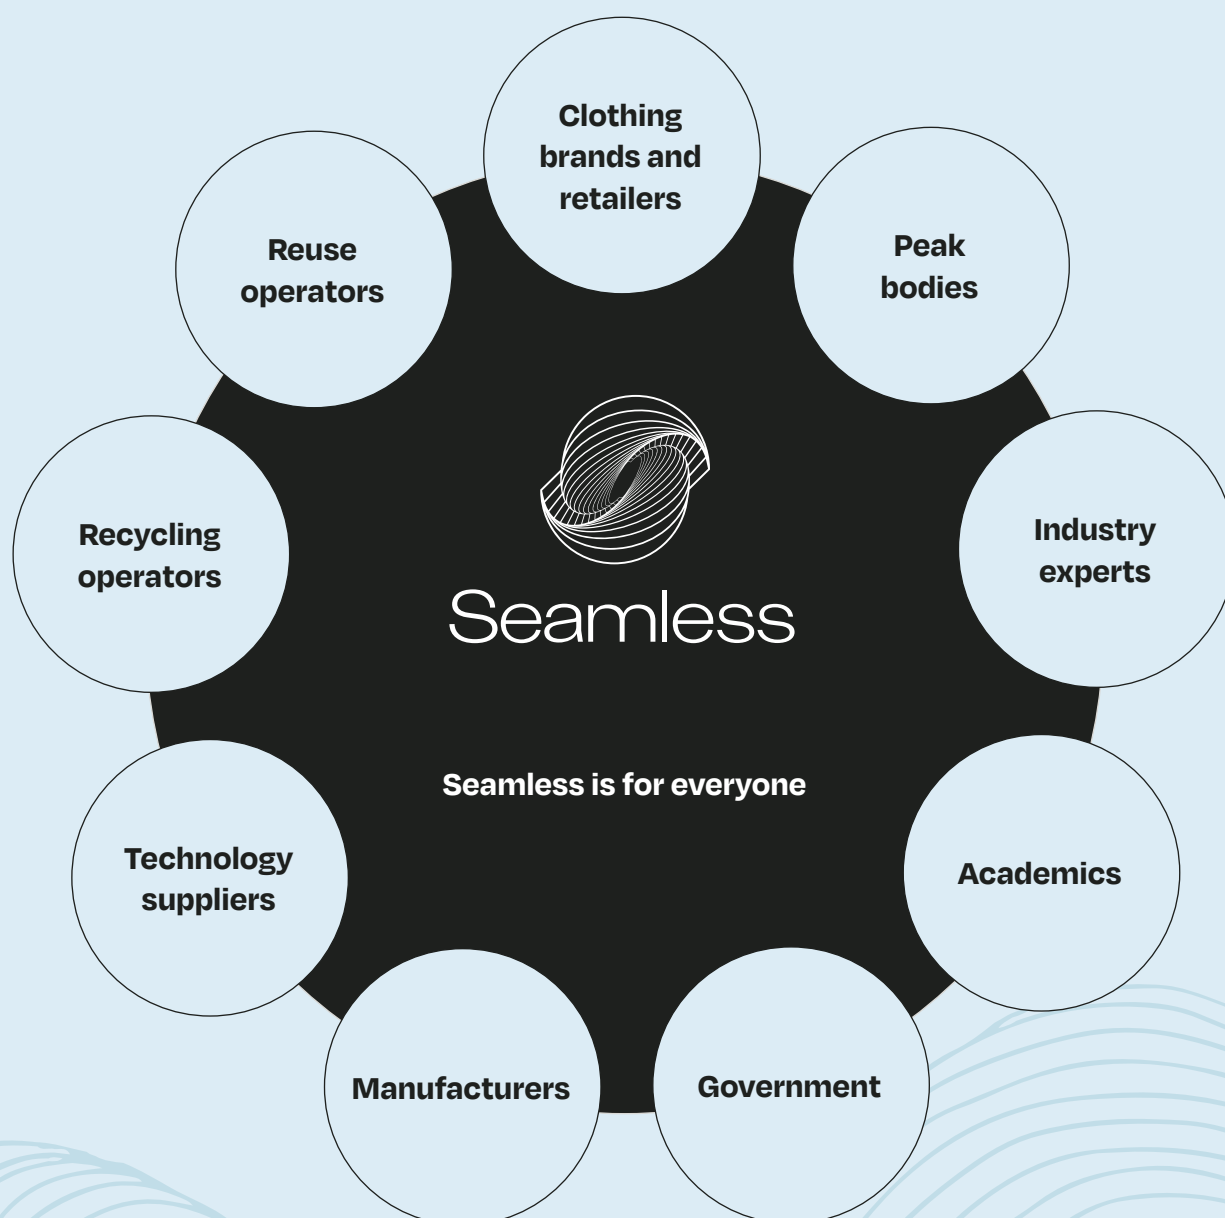 Clothing
brands and
retailers
Peak
bodies
Reuse
operators
Industry
experts
Recycling
operators
Seamless
Seamless is for everyone
Technology
suppliers
Academics
Manufacturers
Government